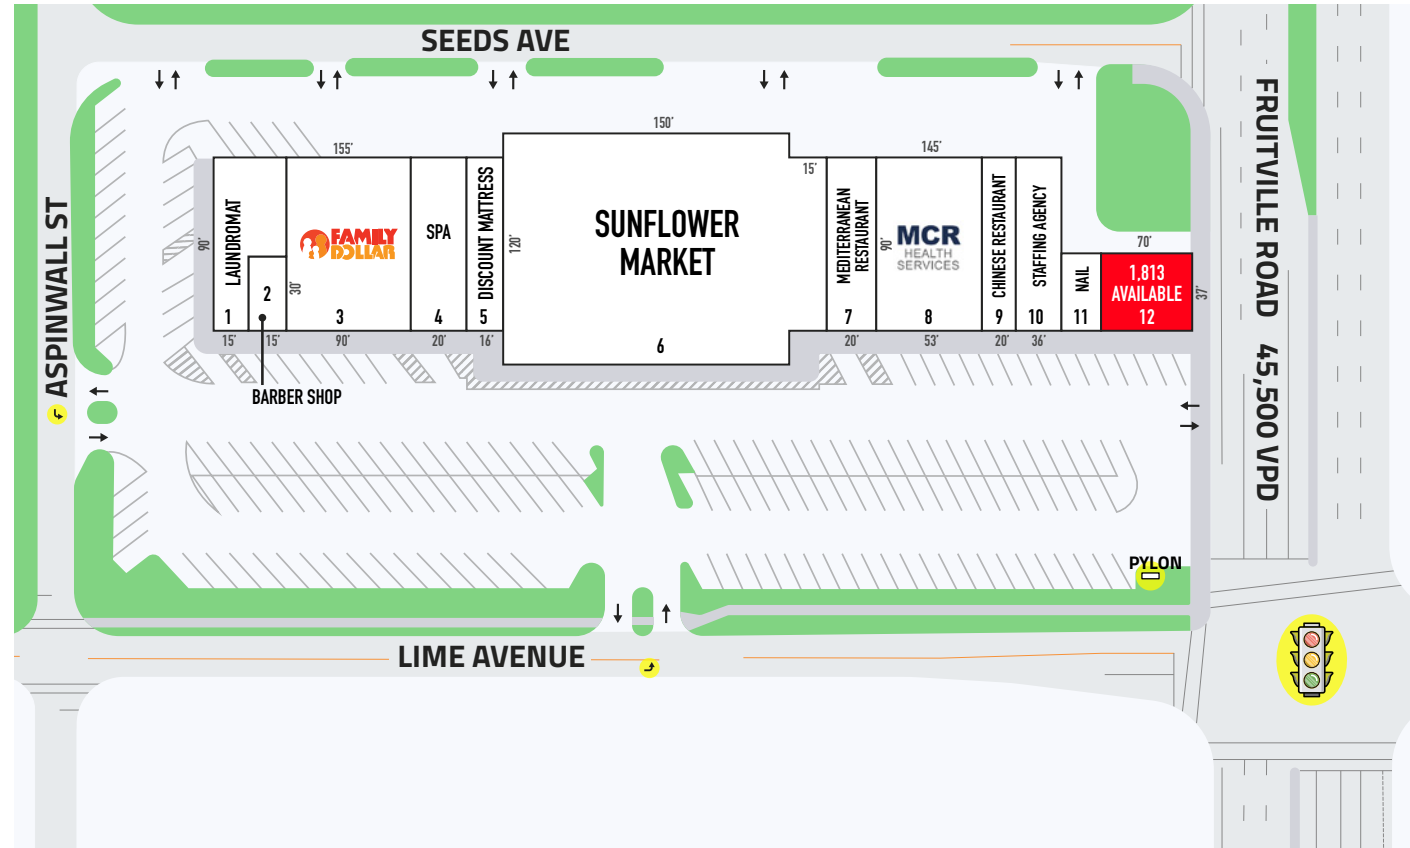 SEEDS AVE
FRUITVILLE ROAD 45,500 VPD
ASPINWALL ST
155'
150'
145'
15'
90'
LAUNDROMAT
1
2
30'
FAMILY
DOLLAR
3
SPA
4
DISCOUNT MATTRESS
5
120'
SUNFLOWER
MARKET
6
MEDITERRANEAN
RESTAURANT
7
90'
MCR
HEALTH
SERVICES
8
CHINESE RESTAURANT
9
STAFFING AGENCY
10
NAIL
11
70'
1,813
AVAILABLE
12
37'
15'
15'
90'
20'
16'
20'
53'
20'
36'
BARBER SHOP
PYLON
LIME AVENUE